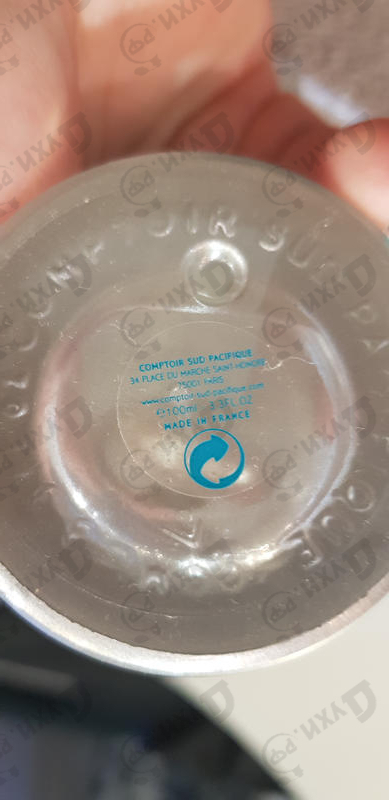 COMPTOIR SUD PACIFIQUE
34 PLACE DU MARCHE SAINT-HONORE
75001 PARIS
www.comptoir-sud-pacifique.com
℮100ml 3.3FL.OZ
MADE IN FRANCE